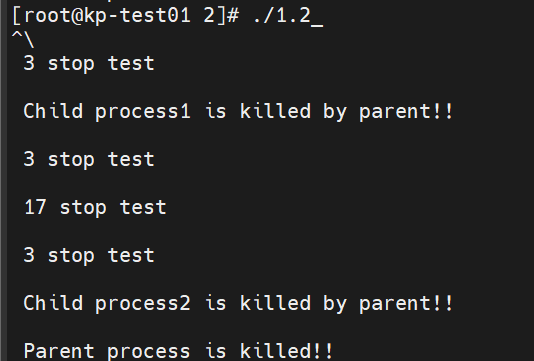 [root@kp-test01 2]# ./1.2_
^\
3 stop test
Child process1 is killed by parent!!
3 stop test
17 stop test
3 stop test
Child process2 is killed by parent!!
Parent process is killed!!